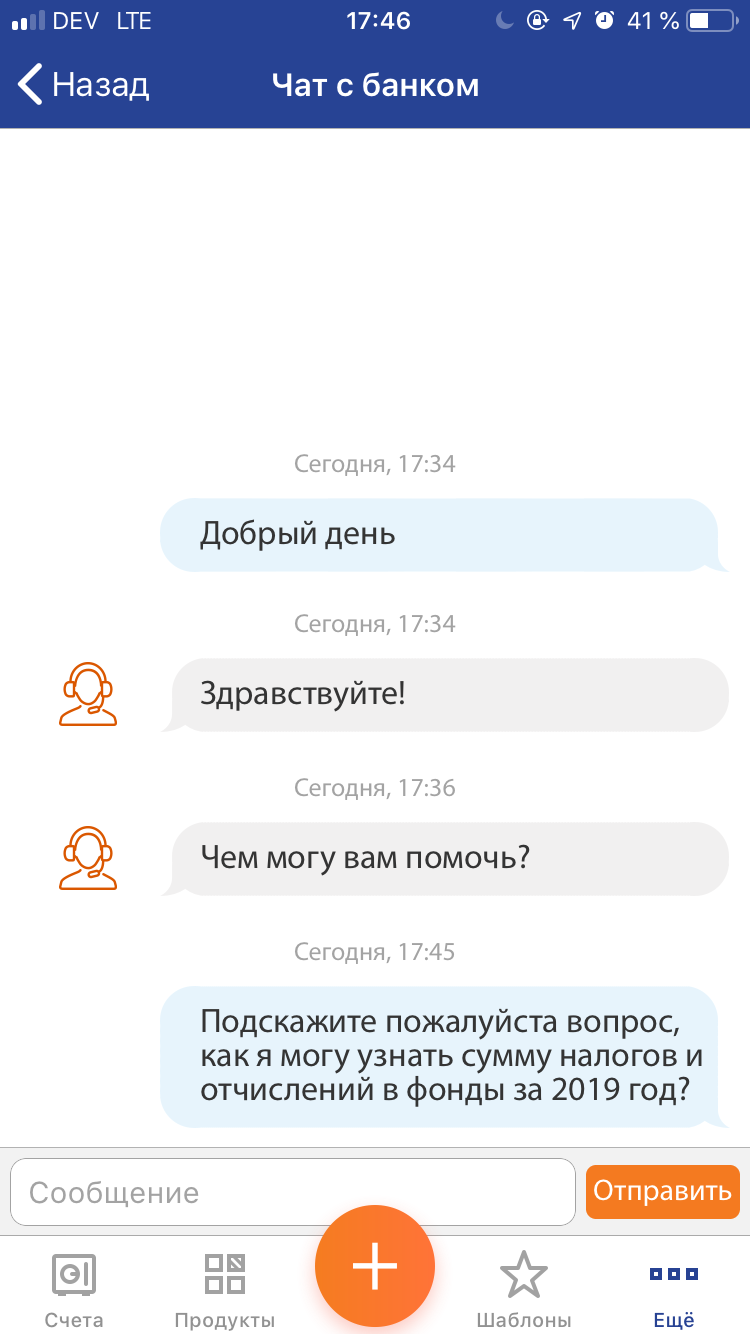 DEV LTE 17:46 41 %
Назад Чат с банком
Сегодня, 17:34
Добрый день
Сегодня, 17:34
Здравствуйте!
Сегодня, 17:36
Чем могу вам помочь?
Сегодня, 17:45
Подскажите пожалуйста вопрос,
как я могу узнать сумму налогов и
отчислений в фонды за 2019 год?
Сообщение Отправить
Счета Продукты Шаблоны Ещё